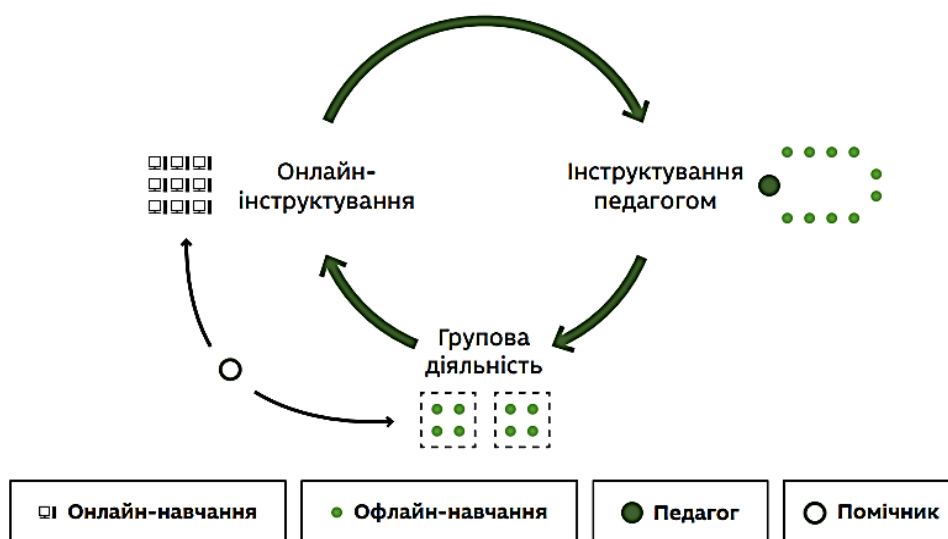 Онлайн-
інструктування
Інструктування
педагогом
Групова
діяльність
Онлайн-навчання
Офлайн-навчання
Педагог
Помічник